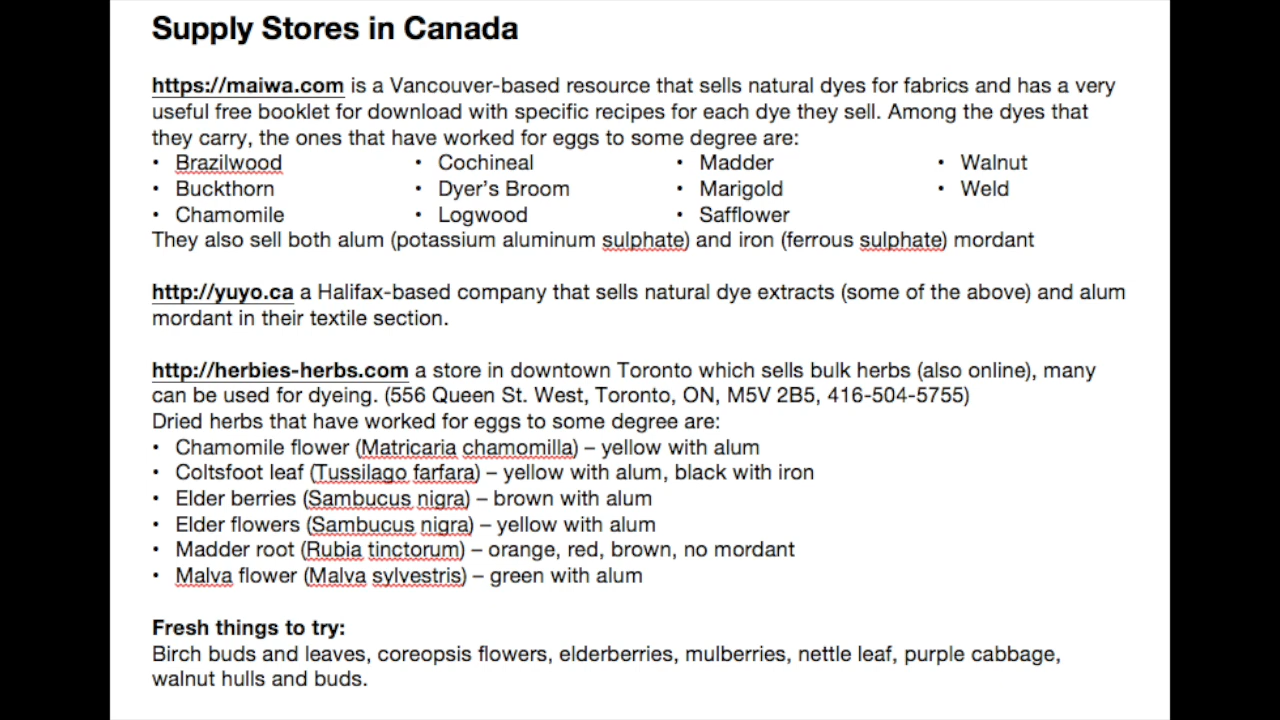 Supply Stores in Canada
https://maiwa.com is a Vancouver-based resource that sells natural dyes for fabrics and has a very
useful free booklet for download with specific recipes for each dye they sell. Among the dyes that
they carry, the ones that have worked for eggs to some degree are:
• Brazilwood • Cochineal • Madder • Walnut
• Buckthorn • Dyer’s Broom • Marigold • Weld
• Chamomile • Logwood • Safflower
They also sell both alum (potassium aluminum sulphate) and iron (ferrous sulphate) mordant
http://yuyo.ca a Halifax-based company that sells natural dye extracts (some of the above) and alum
mordant in their textile section.
http://herbies-herbs.com a store in downtown Toronto which sells bulk herbs (also online), many
can be used for dyeing. (556 Queen St. West, Toronto, ON, M5V 2B5, 416-504-5755)
Dried herbs that have worked for eggs to some degree are:
• Chamomile flower (Matricaria chamomilla) – yellow with alum
• Coltsfoot leaf (Tussilago farfara) – yellow with alum, black with iron
• Elder berries (Sambucus nigra) – brown with alum
• Elder flowers (Sambucus nigra) – yellow with alum
• Madder root (Rubia tinctorum) – orange, red, brown, no mordant
• Malva flower (Malva sylvestris) – green with alum
Fresh things to try:
Birch buds and leaves, coreopsis flowers, elderberries, mulberries, nettle leaf, purple cabbage,
walnut hulls and buds.